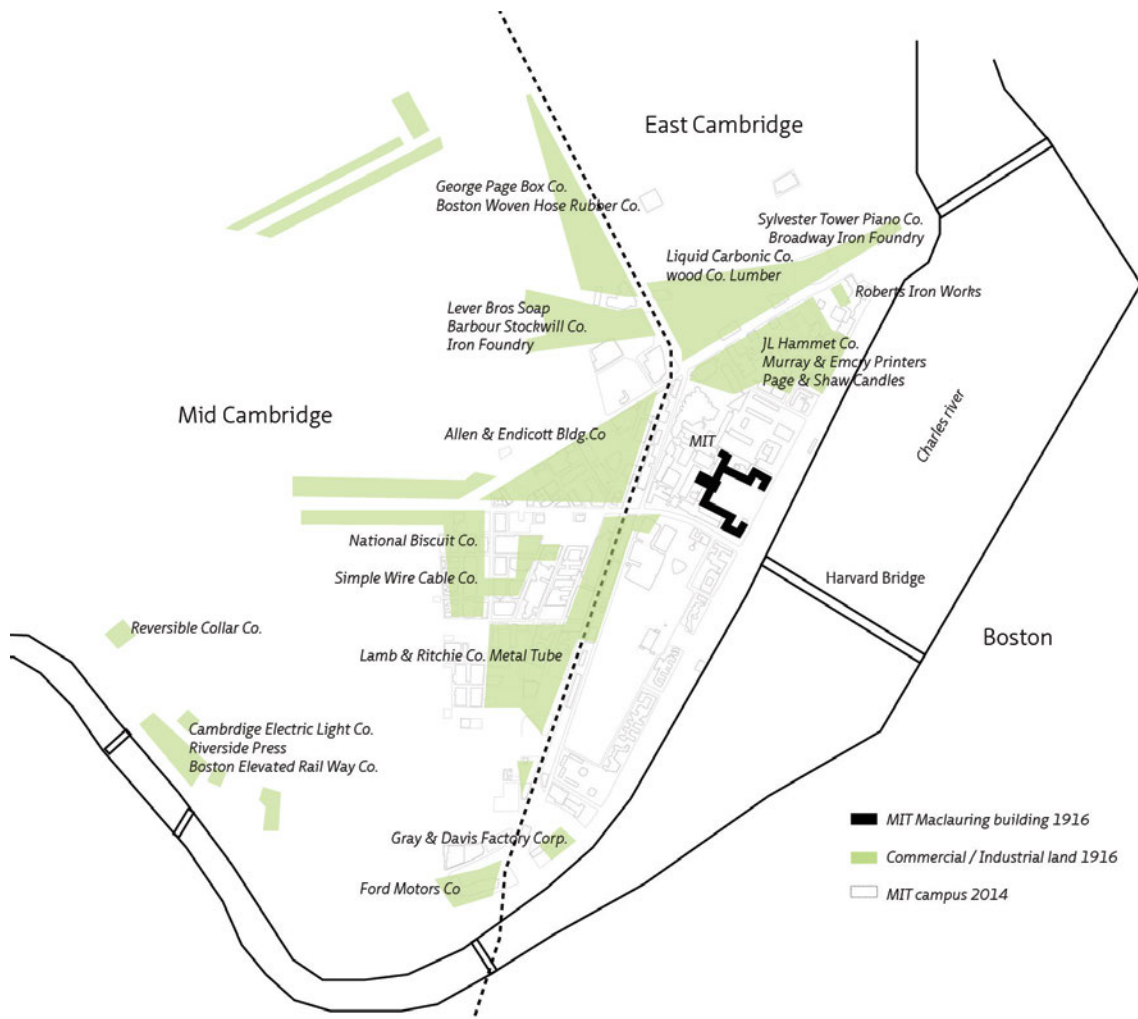 East Cambridge
George Page Box Co.
Boston Woven Hose Rubber Co.
Sylvester Tower Piano Co.
Broadway Iron Foundry
Liquid Carbonic Co.
wood Co. Lumber
Roberts Iron Works
Lever Bros Soap
Barbour Stockwill Co.
Iron Foundry
JL Hammet Co.
Murray & Emcry Printers
Page & Shaw Candles
Mid Cambridge
Allen & Endicott Bldg.Co
MIT
Charles river
National Biscuit Co.
Simple Wire Cable Co.
Harvard Bridge
Reversible Collar Co.
Boston
Lamb & Ritchie Co. Metal Tube
Cambrdige Electric Light Co.
Riverside Press
Boston Elevated Rail Way Co.
MIT Maclauring building 1916
Gray & Davis Factory Corp.
Commercial / Industrial land 1916
Ford Motors Co
MIT campus 2014